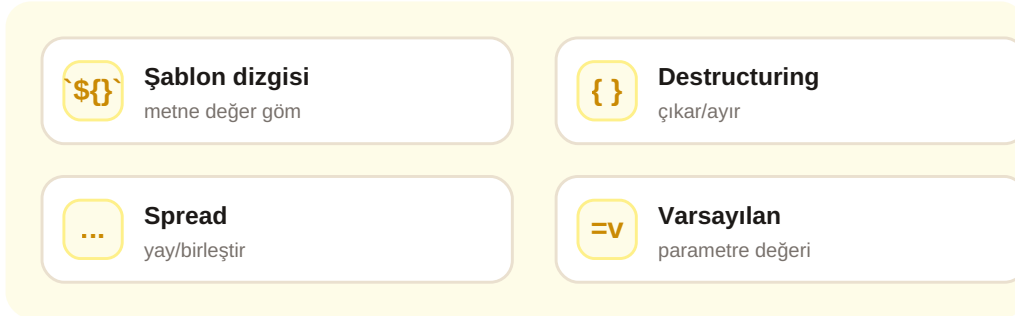 `${}`
Şablon dizgisi
metne değer göm
{ }
Destructuring
çıkar/ayır
...
Spread
yay/birleştir
=v
Varsayılan
parametre değeri